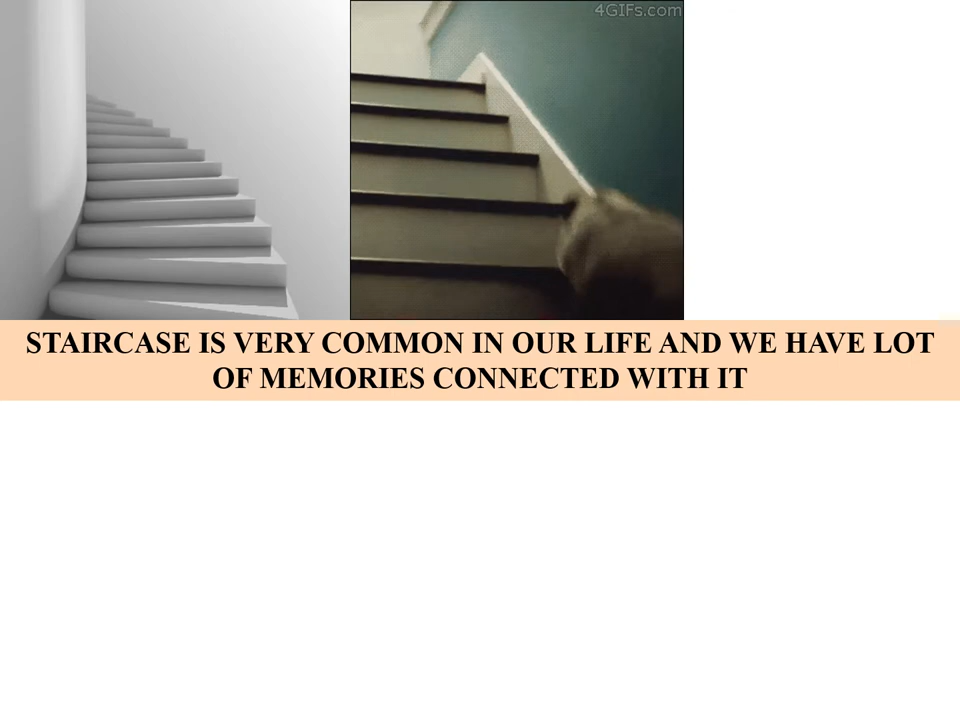 4GIFs.com
STAIRCASE IS VERY COMMON IN OUR LIFE AND WE HAVE LOT
OF MEMORIES CONNECTED WITH IT